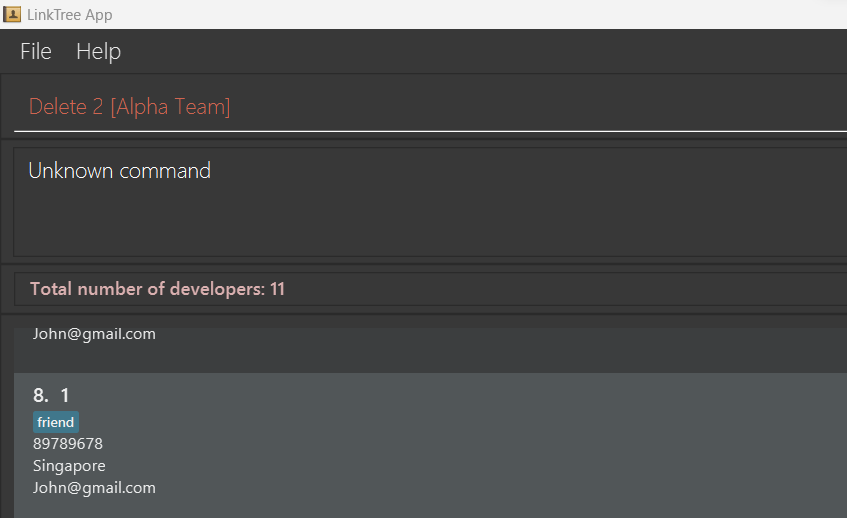 LinkTree App
File Help
Delete 2 [Alpha Team]
Unknown command
Total number of developers: 11
John@gmail.com
8. 1
friend
89789678
Singapore
John@gmail.com